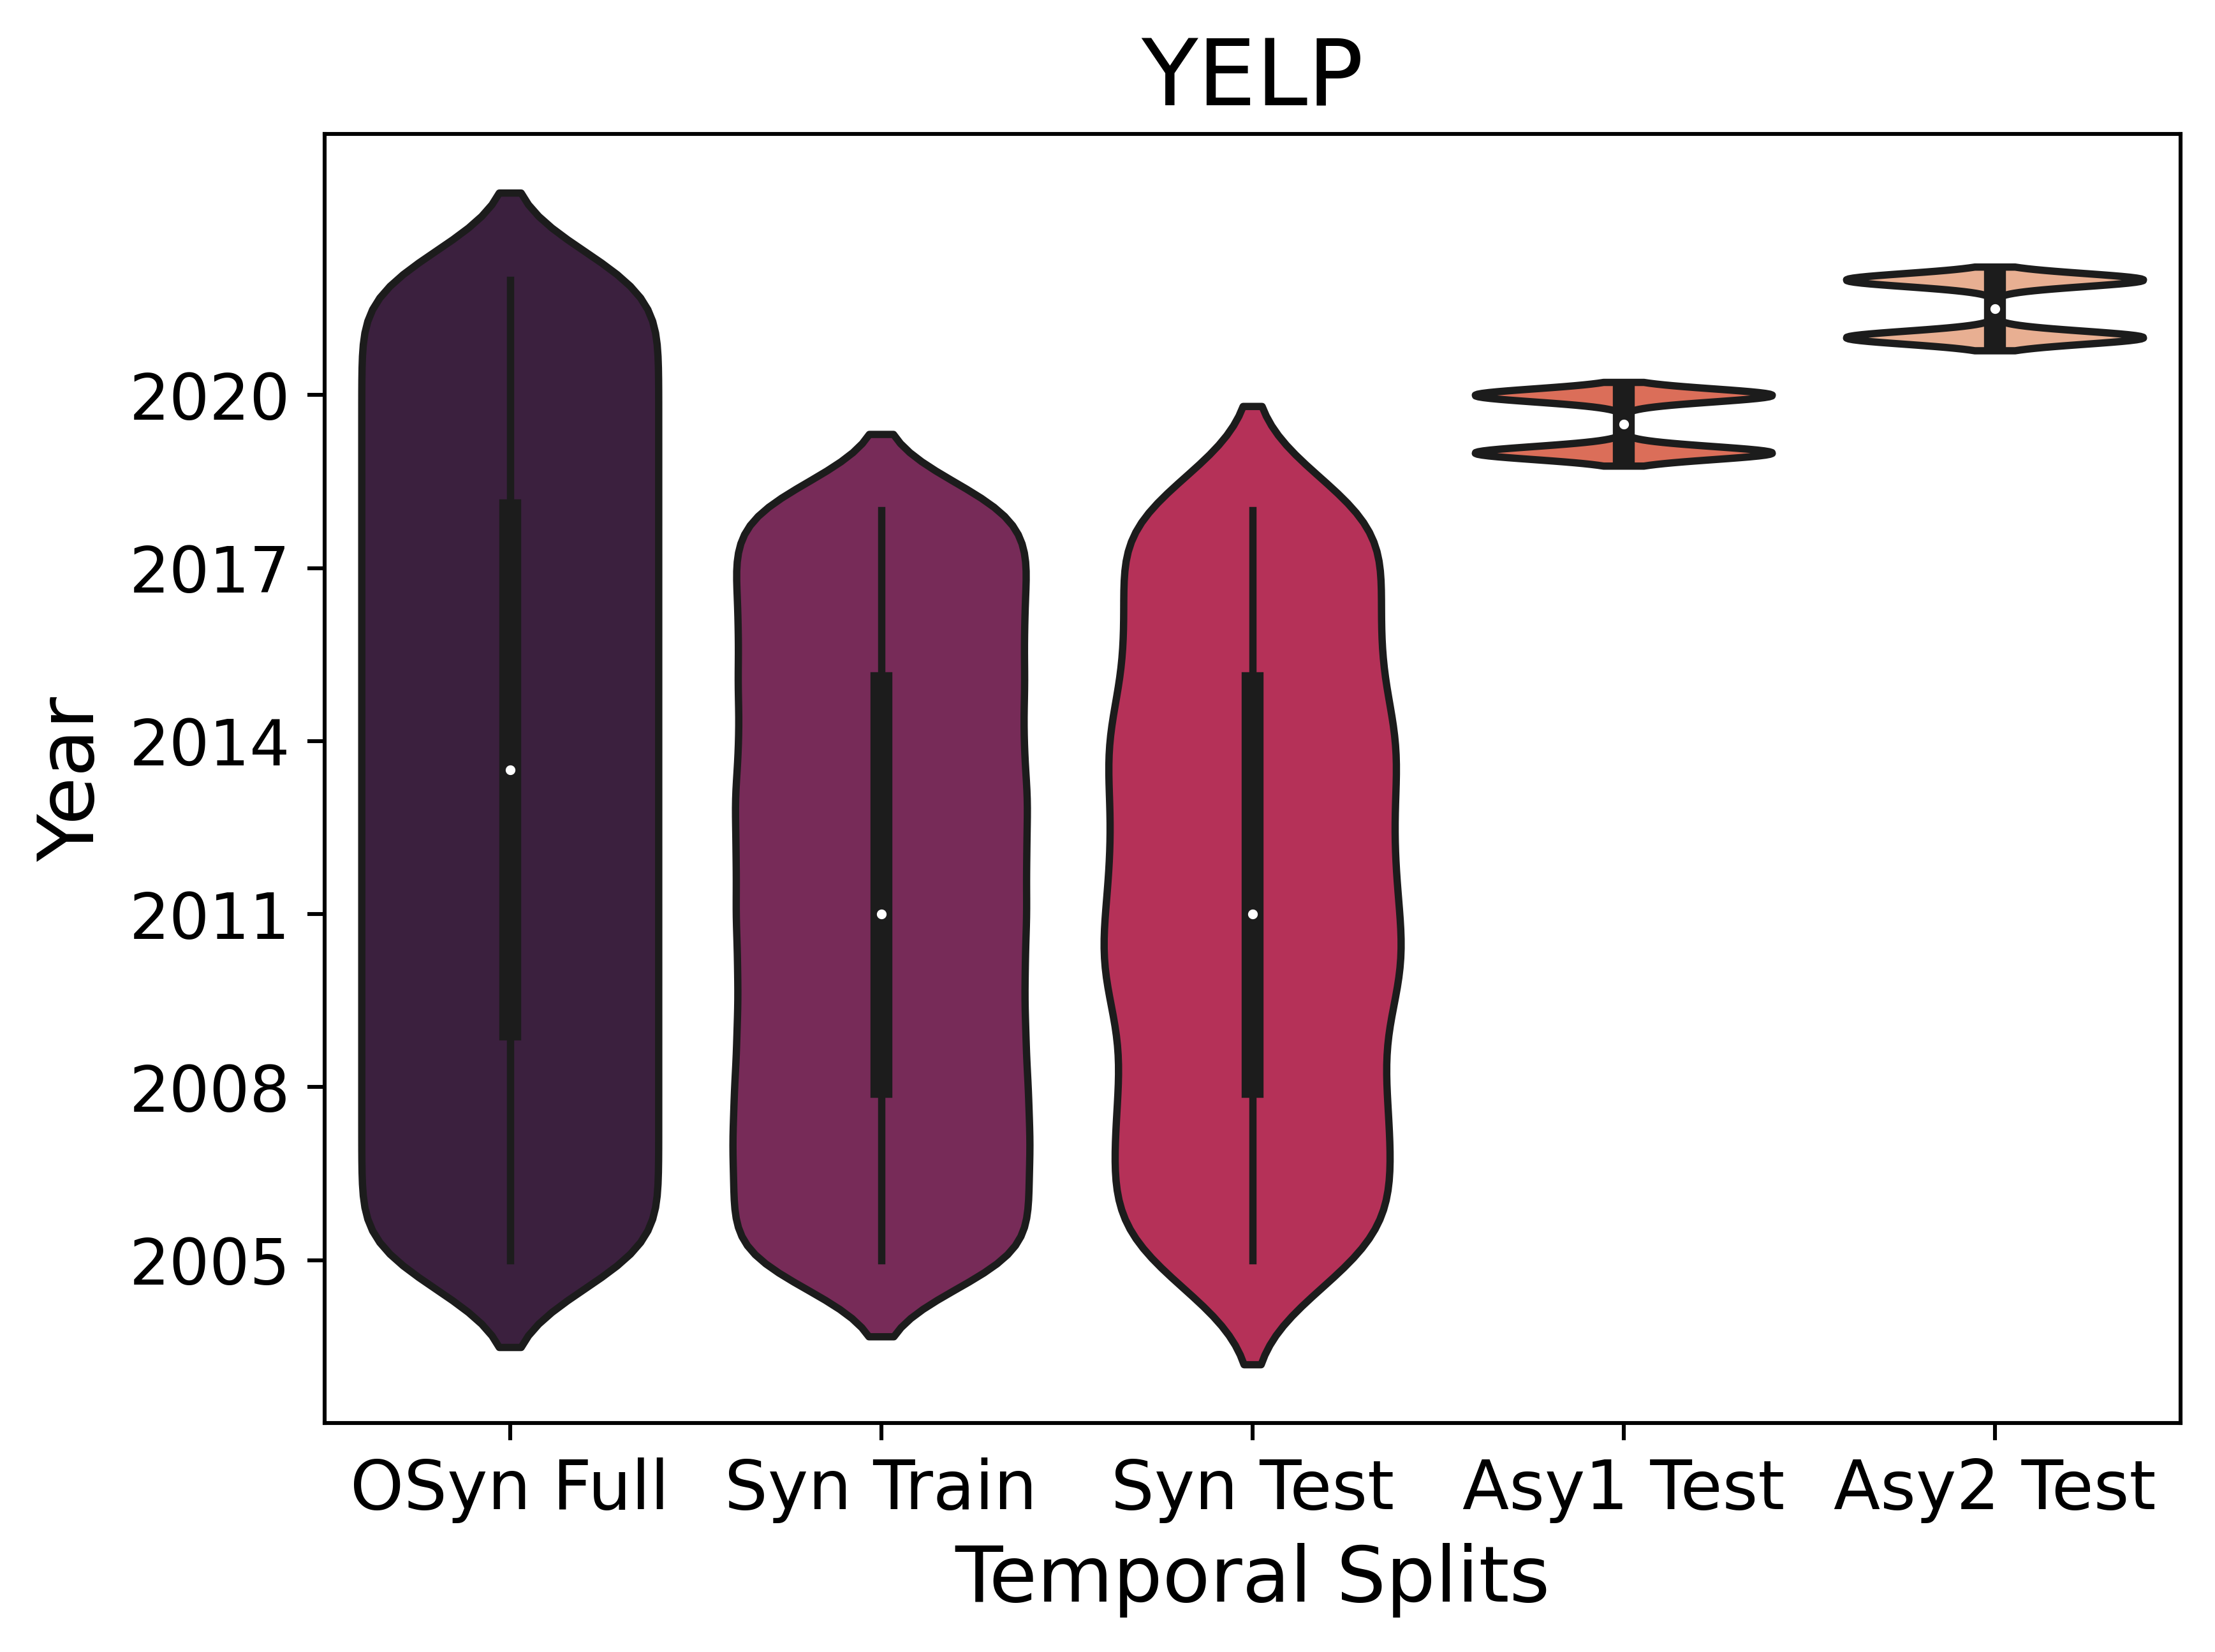 YELP
Year
2020
2017
2014
2011
2008
2005
OSyn Full Syn Train Syn Test Asy1 Test Asy2 Test
Temporal Splits